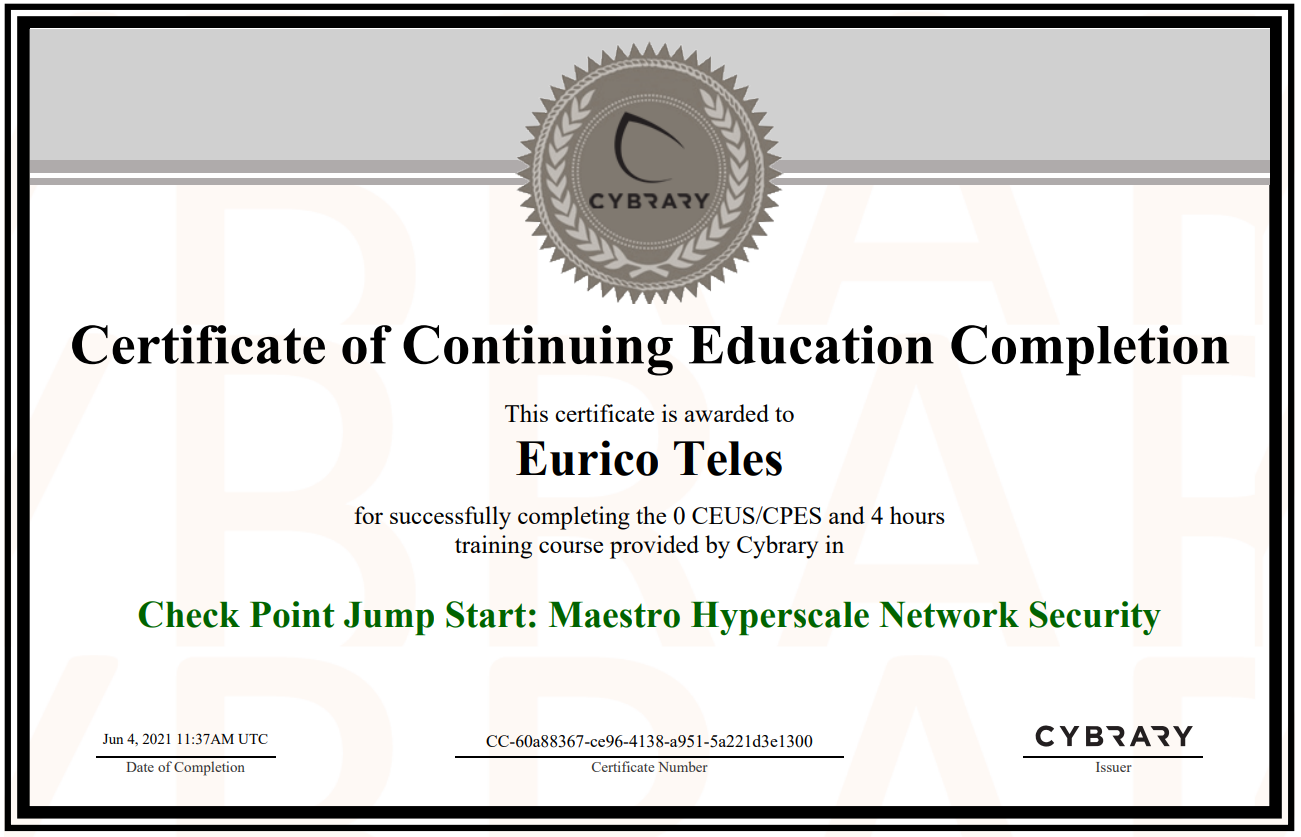 CYBRARY
Certificate of Continuing Education Completion
This certificate is awarded to
Eurico Teles
for successfully completing the 0 CEUS/CPES and 4 hours
training course provided by Cybrary in
Check Point Jump Start: Maestro Hyperscale Network Security
Jun 4, 2021 11:37AM UTC
Date of Completion
CC-60a88367-ce96-4138-a951-5a221d3e1300
Certificate Number
CYBRARY
Issuer